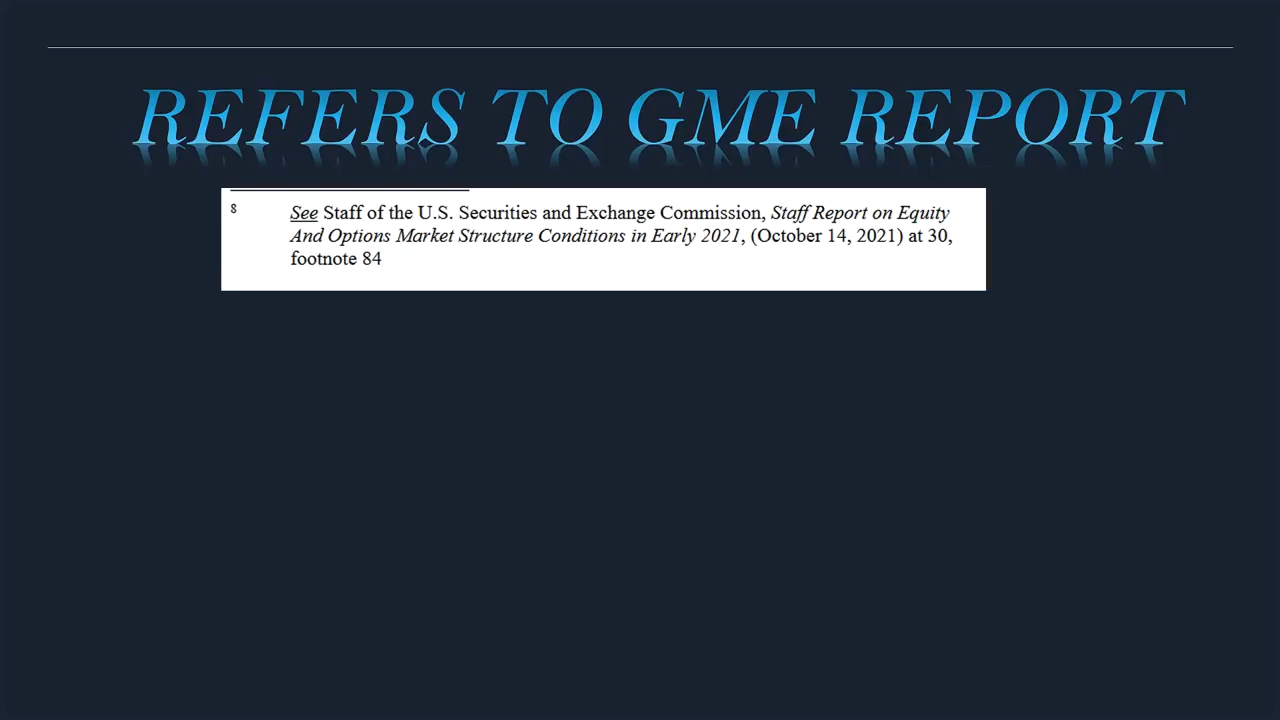 REFERS TO GME REPORT
8 See Staff of the U.S. Securities and Exchange Commission, Staff Report on Equity
And Options Market Structure Conditions in Early 2021, (October 14, 2021) at 30,
footnote 84